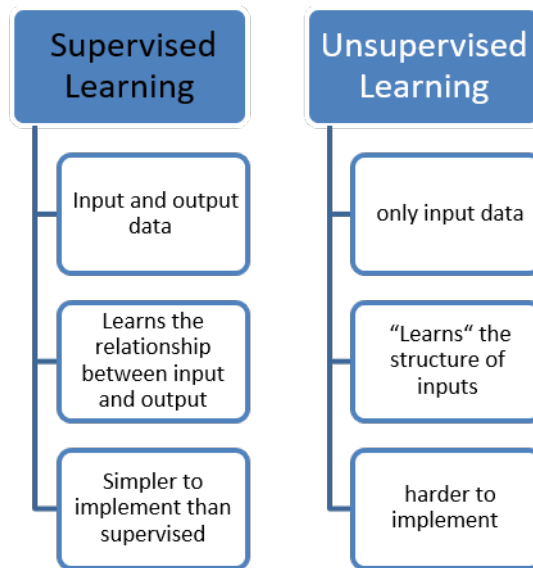 Supervised
Learning
Input and output
data
Learns the
relationship
between input
and output
Simpler to
implement than
supervised
Unsupervised
Learning
only input data
“Learns“ the
structure of
inputs
harder to
implement